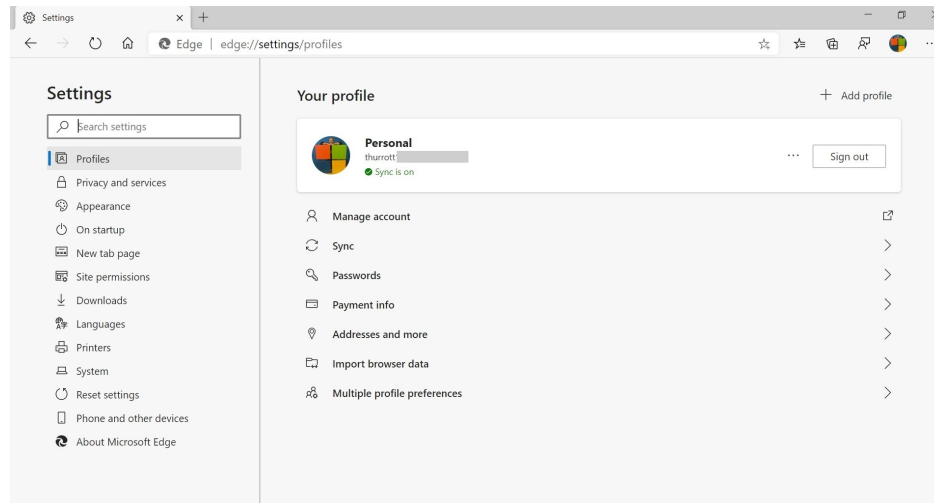 Settings
Edge | edge://settings/profiles
Settings
Search settings
Profiles
Privacy and services
Appearance
On startup
New tab page
Site permissions
Downloads
Languages
Printers
System
Reset settings
Phone and other devices
About Microsoft Edge
Your profile
Add profile
Personal
thurrott
Sync is on
Sign out
Manage account
Sync
Passwords
Payment info
Addresses and more
Import browser data
Multiple profile preferences